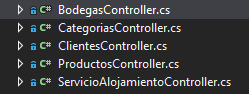 C# BodegasController.cs
C# CategoriasController.cs
C# ClientesController.cs
C# ProductosController.cs
C# ServicioAlojamientoController.cs